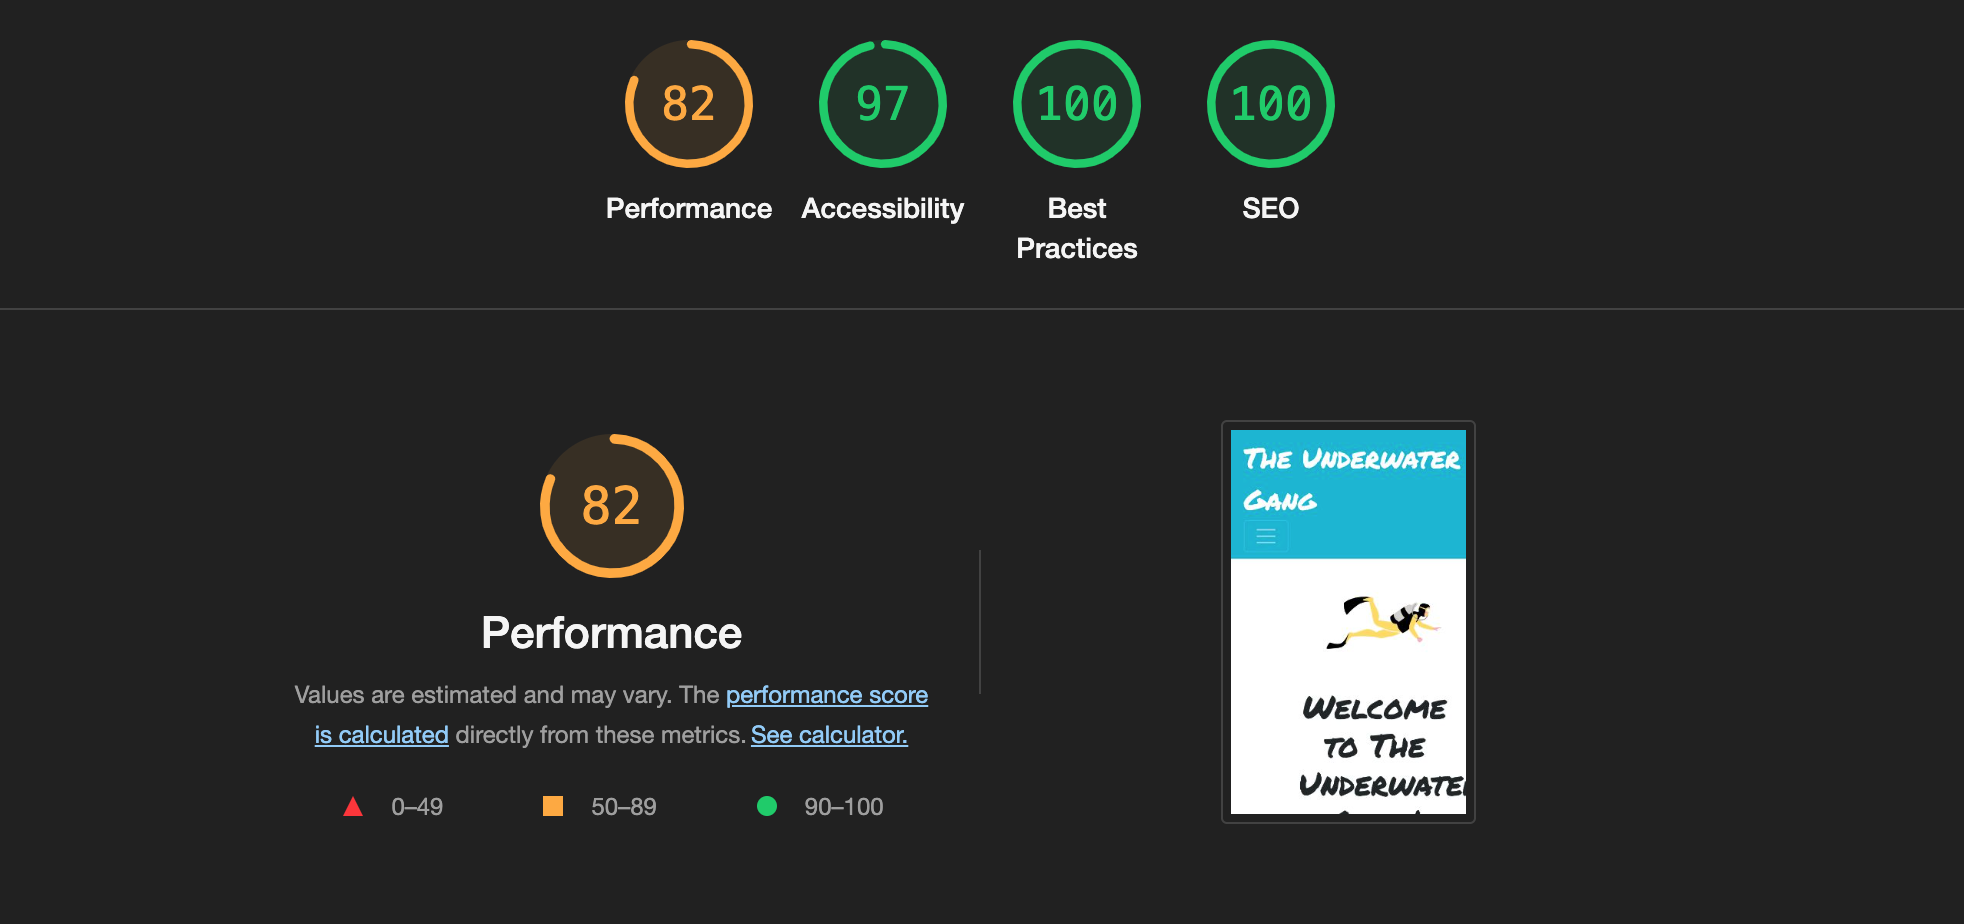 82
97
100
100
Performance
Accessibility
Best
Practices
SEO
82
Performance
Values are estimated and may vary. The performance score
is calculated directly from these metrics. See calculator.
0–49
50–89
90–100
The Underwater
Gang
Welcome
to The
Underwater